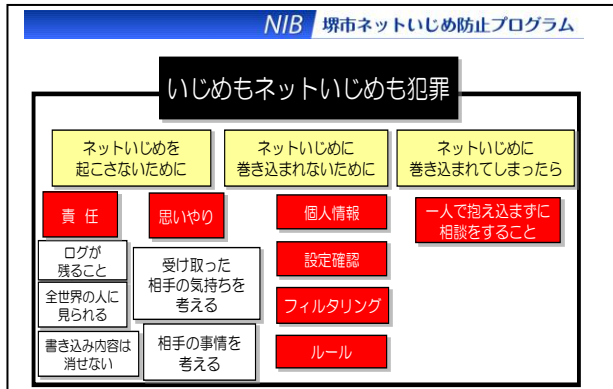 NIB 堺市ネットいじめ防止プログラム
いじめもネットいじめも犯罪
ネットいじめを
起こさないために
ネットいじめに
巻き込まれないために
ネットいじめに
巻き込まれてしまったら
責 任
思いやり
個人情報
一人で抱え込まずに
相談をすること
ログが
残ること
全世界の人に
見られる
書き込み内容は
消せない
受け取った
相手の気持ちを
考える
相手の事情を
考える
設定確認
フィルタリング
ルール